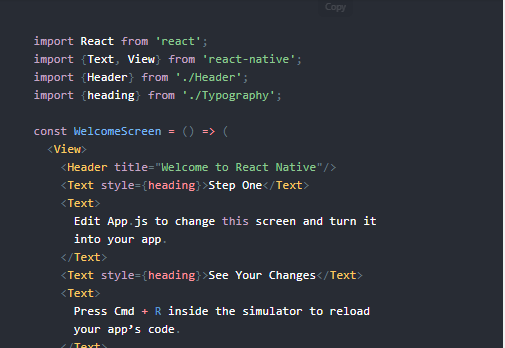 Copy
import React from 'react';
import {Text, View} from 'react-native';
import {Header} from './Header';
import {heading} from './Typography';
const WelcomeScreen = () => (
<View>
<Header title="Welcome to React Native"/>
<Text style={heading}>Step One</Text>
<Text>
Edit App.js to change this screen and turn it
into your app.
</Text>
<Text style={heading}>See Your Changes</Text>
<Text>
Press Cmd + R inside the simulator to reload
your app’s code.
</Text>